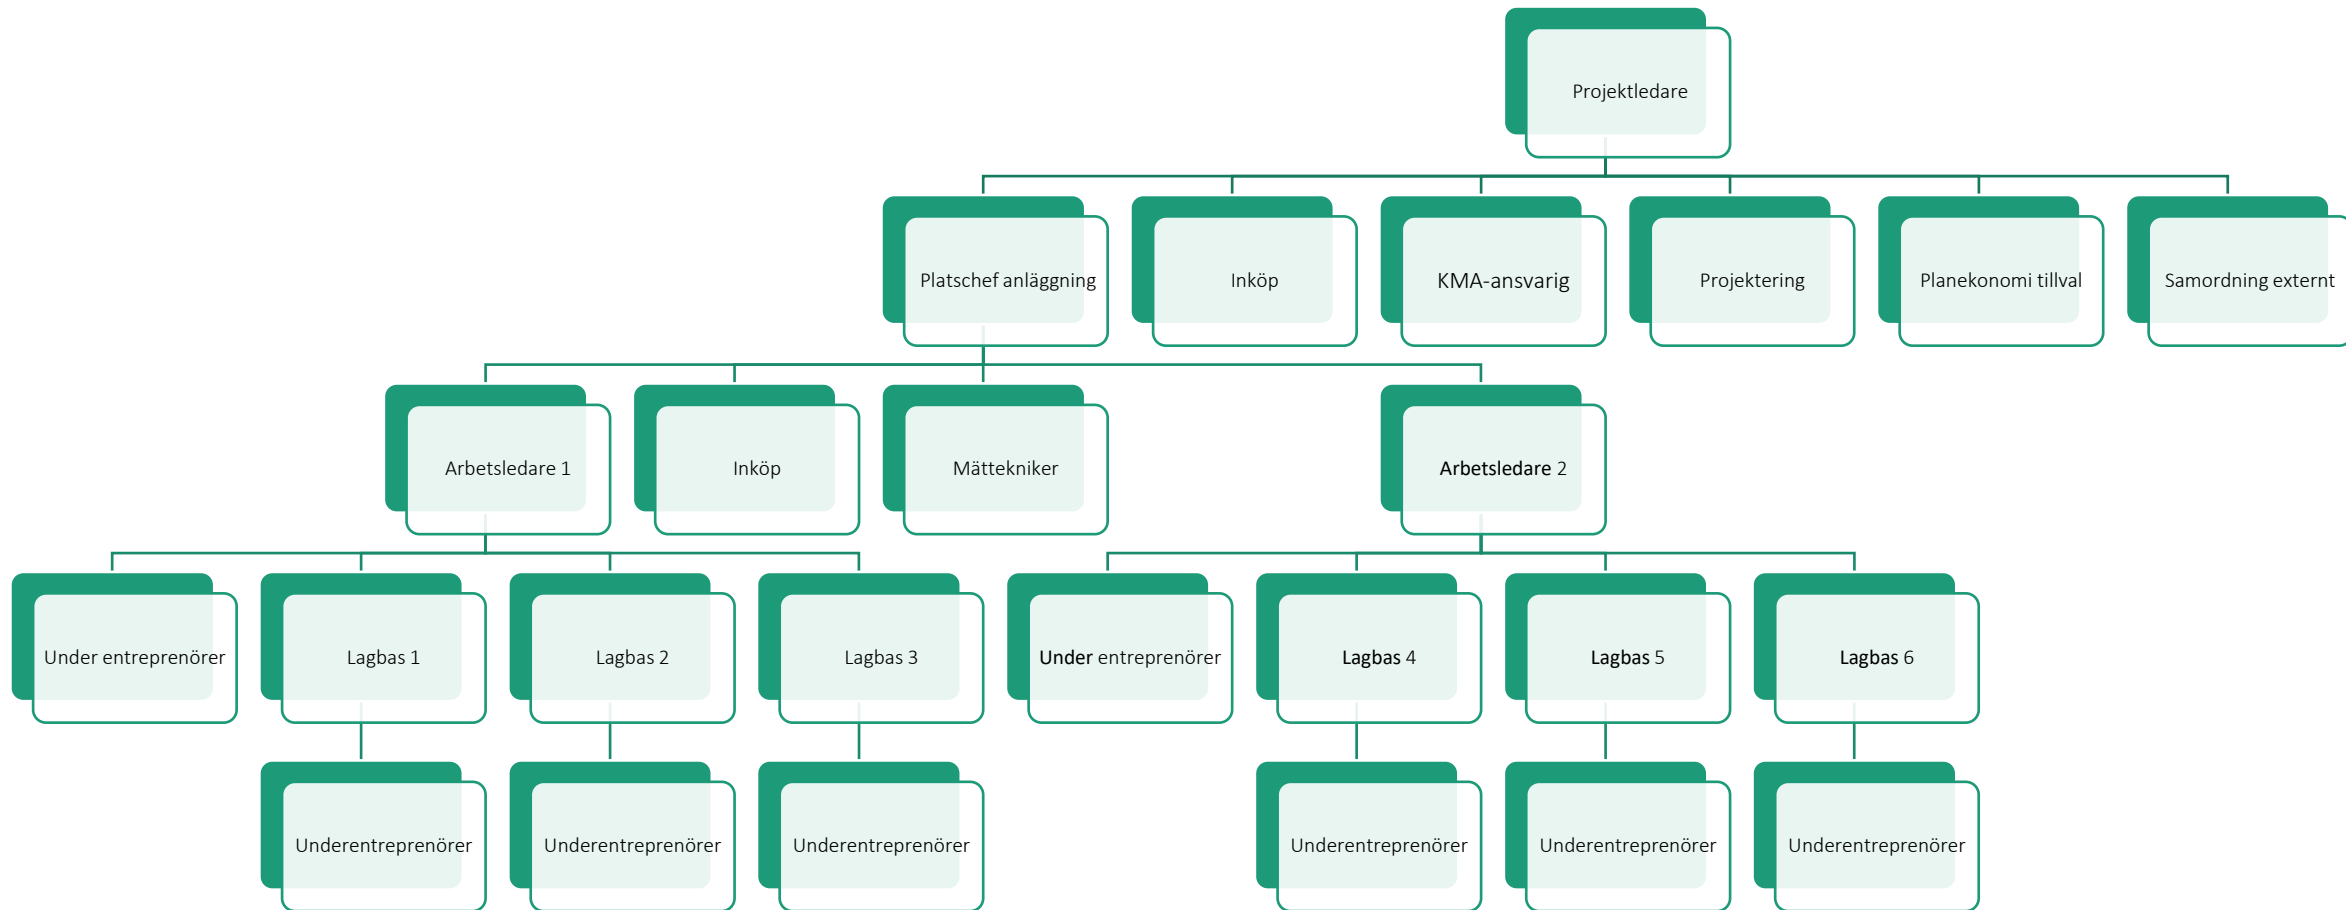 Projektledare
Platschef anläggning
Inköp
KMA-ansvarig
Projektering
Planekonomi tillval
Samordning externt
Arbetsledare 1
Inköp
Mättekniker
Arbetsledare 2
Under entreprenörer
Lagbas 1
Lagbas 2
Lagbas 3
Under entreprenörer
Lagbas 4
Lagbas 5
Lagbas 6
Underentreprenörer
Underentreprenörer
Underentreprenörer
Underentreprenörer
Underentreprenörer
Underentreprenörer